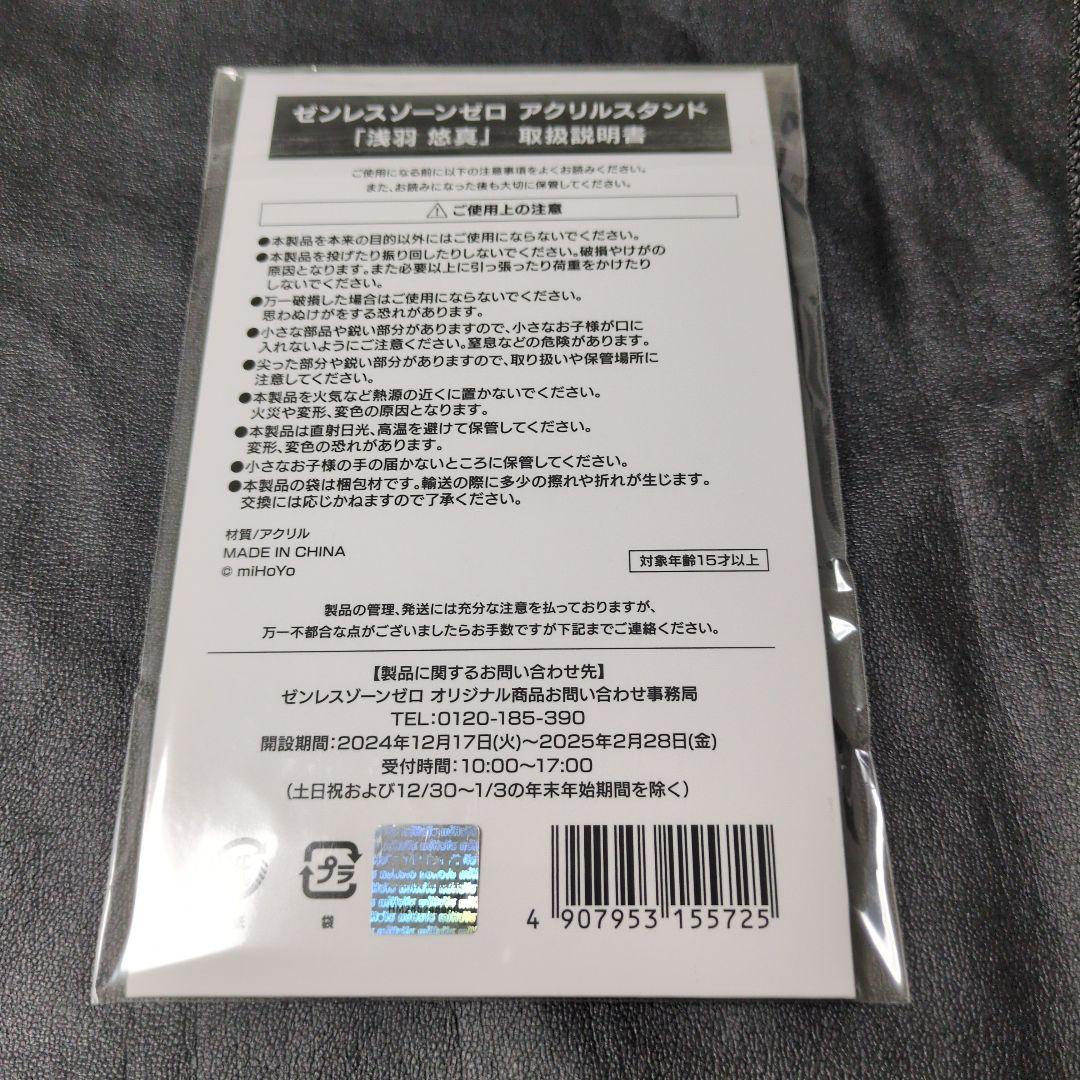 ゼンレスゾーンゼロ アクリルスタンド
「浅羽 悠真」 取扱説明書
ご使用になる前に以下の注意事項をよくお読みください。
また、お読みになった後も大切に保管してください。
⚠ ご使用上の注意
●本製品を本来の目的以外にはご使用にならないでください。
●本製品を投げたり振り回したりしないでください。破損やけがの
原因となります。また必要以上に引っ張ったり荷重をかけたり
しないでください。
●万一破損した場合はご使用にならないでください。
思わぬけがをする恐れがあります。
●小さな部品や鋭い部分がありますので、小さなお子様が口に
入れないようにご注意ください。窒息などの危険があります。
●尖った部分や鋭い部分がありますので、取り扱いや保管場所に
注意してください。
●本製品を火気など熱源の近くに置かないでください。
火災や変形、変色の原因となります。
●本製品は直射日光、高温を避けて保管してください。
変形、変色の恐れがあります。
●小さなお子様の手の届かないところに保管してください。
●本製品の袋は梱包材です。輸送の際に多少の擦れや折れが生じます。
交換には応じかねますので了承ください。
材質/アクリル
MADE IN CHINA
© miHoYo
対象年齢15才以上
製品の管理、発送には充分な注意を払っておりますが、
万一不都合な点がございましたらお手数ですが下記までご連絡ください。
【製品に関するお問い合わせ先】
ゼンレスゾーンゼロ オリジナル商品お問い合わせ事務局
TEL:0120-185-390
開設期間:2024年12月17日(火)〜2025年2月28日(金)
受付時間:10:00〜17:00
(土日祝および12/30〜1/3の年末年始期間を除く)
プラ
袋
紙
4 907953 155725